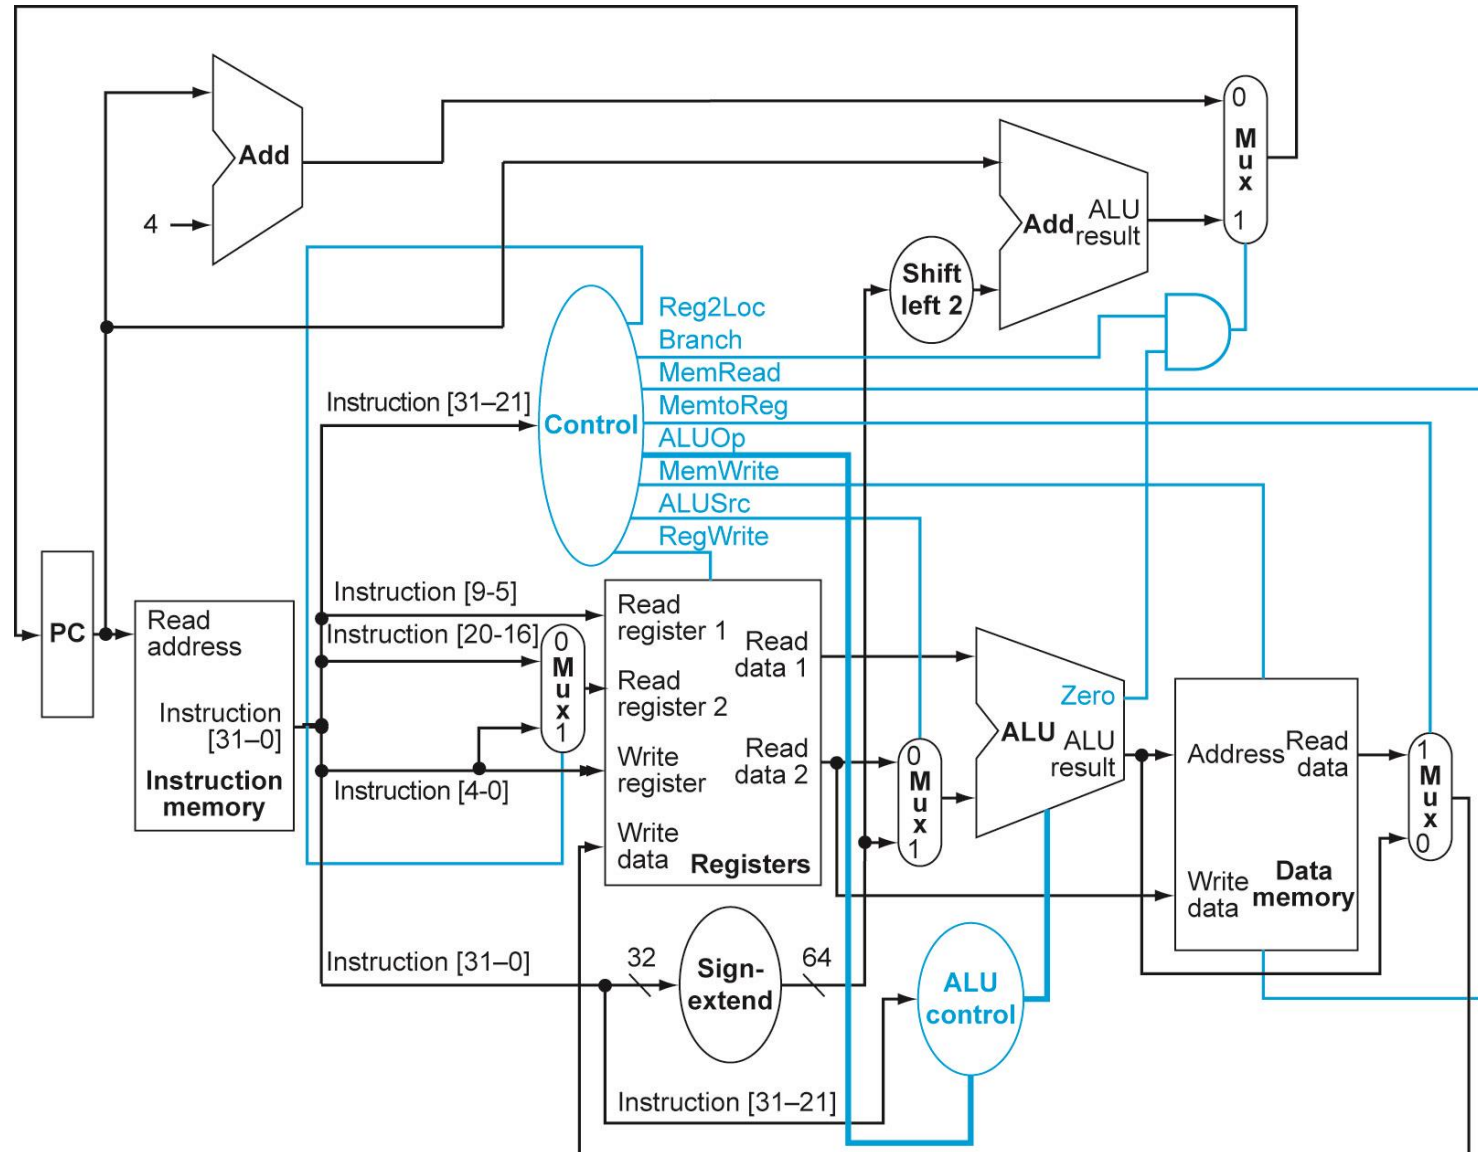 0
M
u
x
1
Add
4
Add
ALU
result
Shift
left 2
Reg2Loc
Branch
MemRead
MemtoReg
ALUOp
MemWrite
ALUSrc
RegWrite
Control
Instruction [31–21]
Instruction [9-5]
Instruction [20-16]
Instruction [4-0]
Instruction [31–0]
PC
Read
address
Instruction
[31–0]
Instruction
memory
0
M
u
x
1
Read
register 1
Read
register 2
Write
register
Write
data
Read
data 1
Read
data 2
Registers
0
M
u
x
1
Zero
ALU
ALU
result
Address
Read
data
Write
data
Data
memory
1
M
u
x
0
32
Sign-
extend
64
ALU
control
Instruction [31–21]